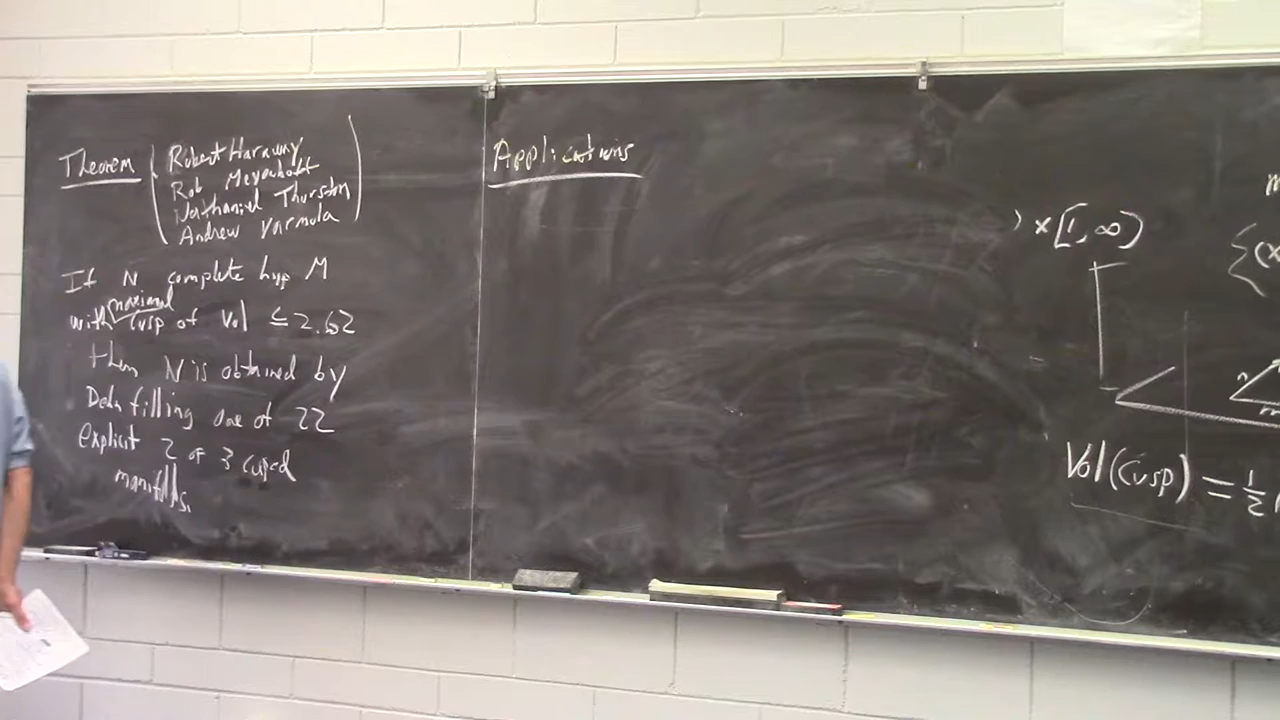 Theorem
Robert Haraway
Rob Meyerhoff
Nathaniel Thurston
Andrew Yarmola
If N complete hyp M
with maximal cusp of Vol ≤ 2.62
then N is obtained by
Dehn filling one of 22
explicit 2 or 3 cusped
manifolds.
Applications
) × [1, ∞)
{(x
m
n
Vol(cusp) = 1/2